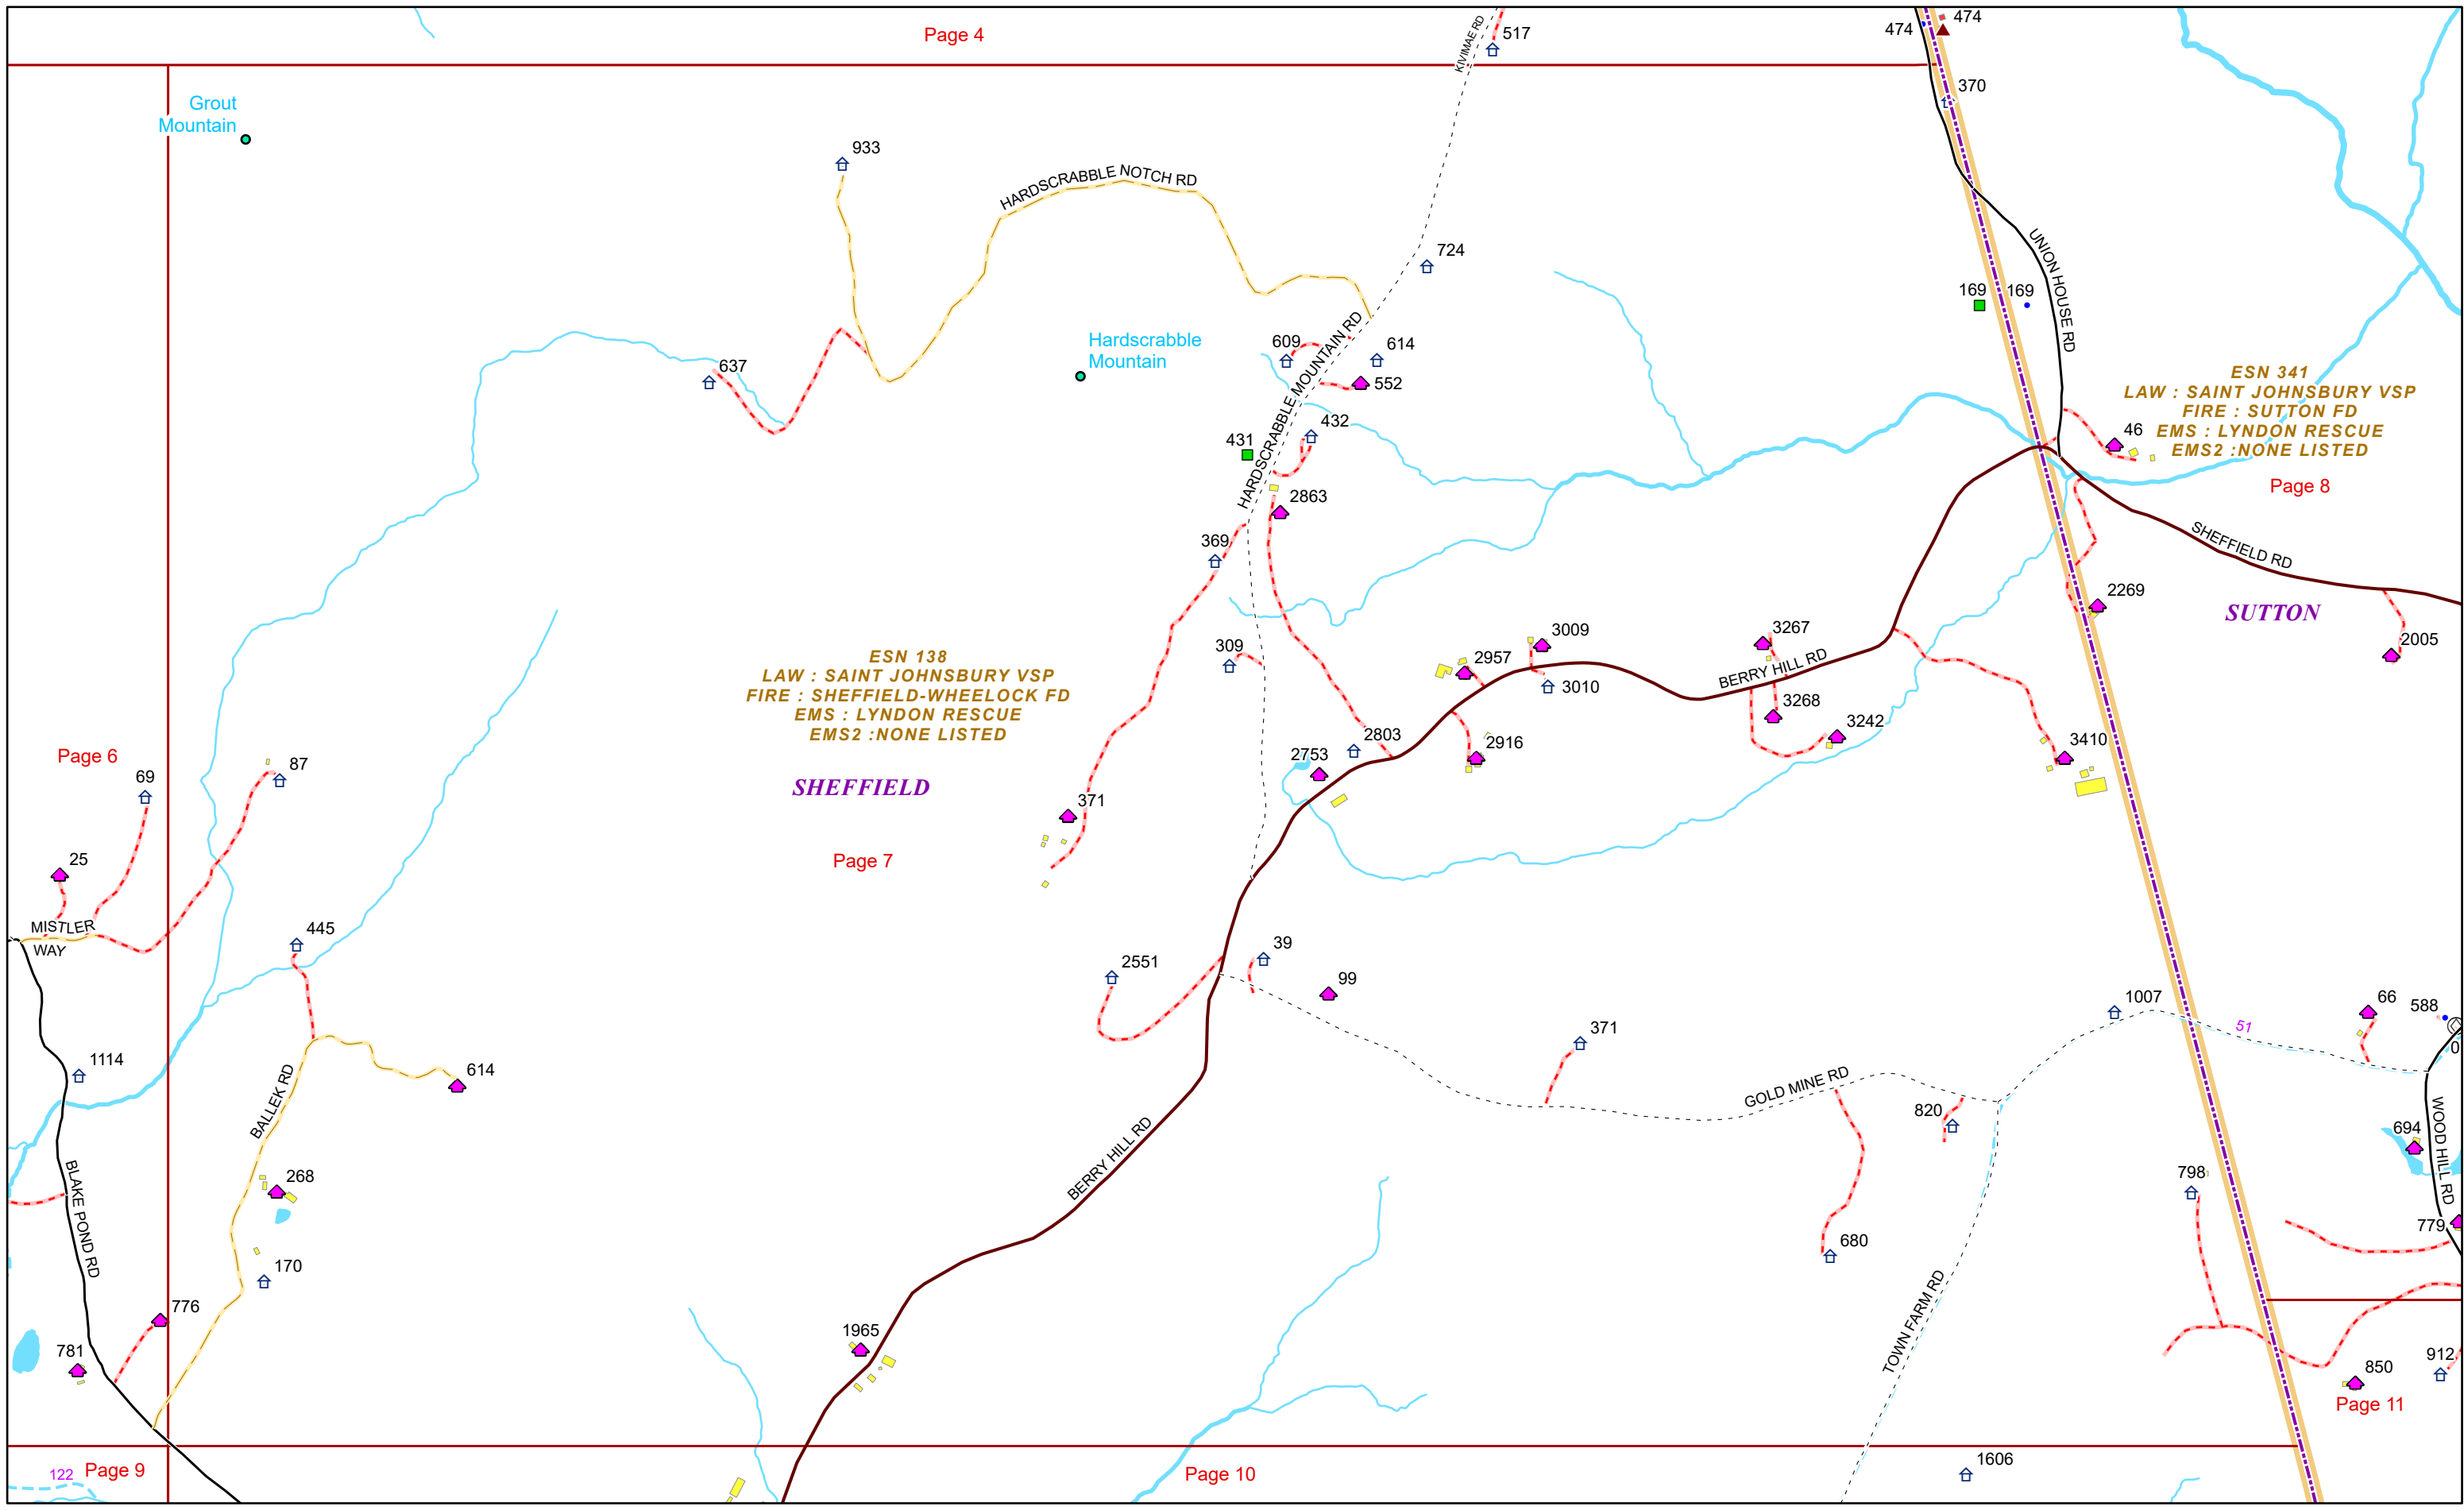 Page 4
KIVIMAE RD
517
474
474
370
Grout
Mountain
933
HARDSCRABBLE NOTCH RD
724
UNION HOUSE RD
169
169
637
Hardscrabble
Mountain
609
614
552
HARDSCRABBLE MOUNTAIN RD
432
431
2863
369
309
ESN 341
LAW : SAINT JOHNSBURY VSP
FIRE : SUTTON FD
EMS : LYNDON RESCUE
EMS2 :NONE LISTED
46
Page 8
SHEFFIELD RD
2269
SUTTON
2005
ESN 138
LAW : SAINT JOHNSBURY VSP
FIRE : SHEFFIELD-WHEELOCK FD
EMS : LYNDON RESCUE
EMS2 :NONE LISTED
3009
2957
3010
3267
BERRY HILL RD
3268
3242
3410
2803
2753
2916
Page 6
69
87
SHEFFIELD
371
Page 7
25
MISTLER
WAY
445
2551
39
99
371
1007
51
66
588
0
1114
614
BALLEK RD
GOLD MINE RD
820
WOOD HILL RD
694
268
BLAKE POND RD
BERRY HILL RD
798
779
680
170
TOWN FARM RD
776
781
1965
912
850
Page 11
122
Page 9
Page 10
1606